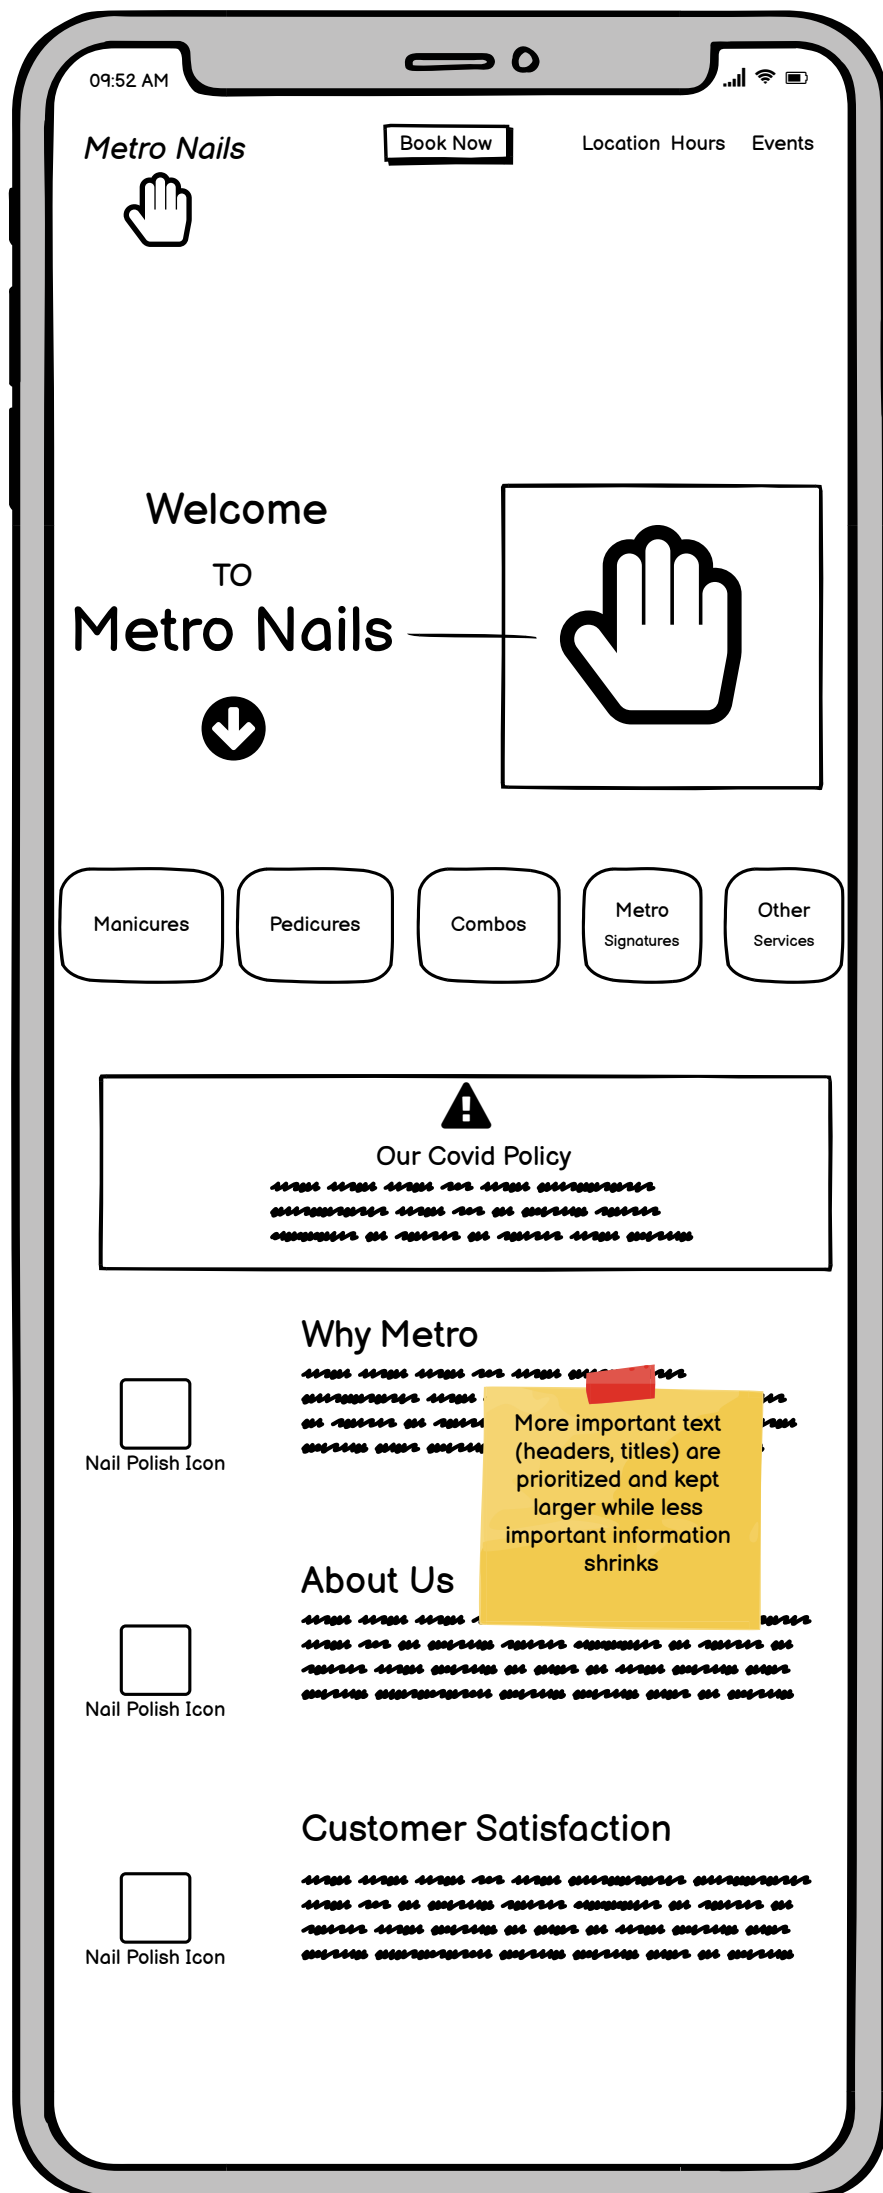 09:52 AM
Metro Nails
Book Now
Location Hours Events
Welcome
TO
Metro Nails
Manicures
Pedicures
Combos
Metro
Signatures
Other
Services
Our Covid Policy
Why Metro
Nail Polish Icon
More important text
(headers, titles) are
prioritized and kept
larger while less
important information
shrinks
About Us
Nail Polish Icon
Customer Satisfaction
Nail Polish Icon